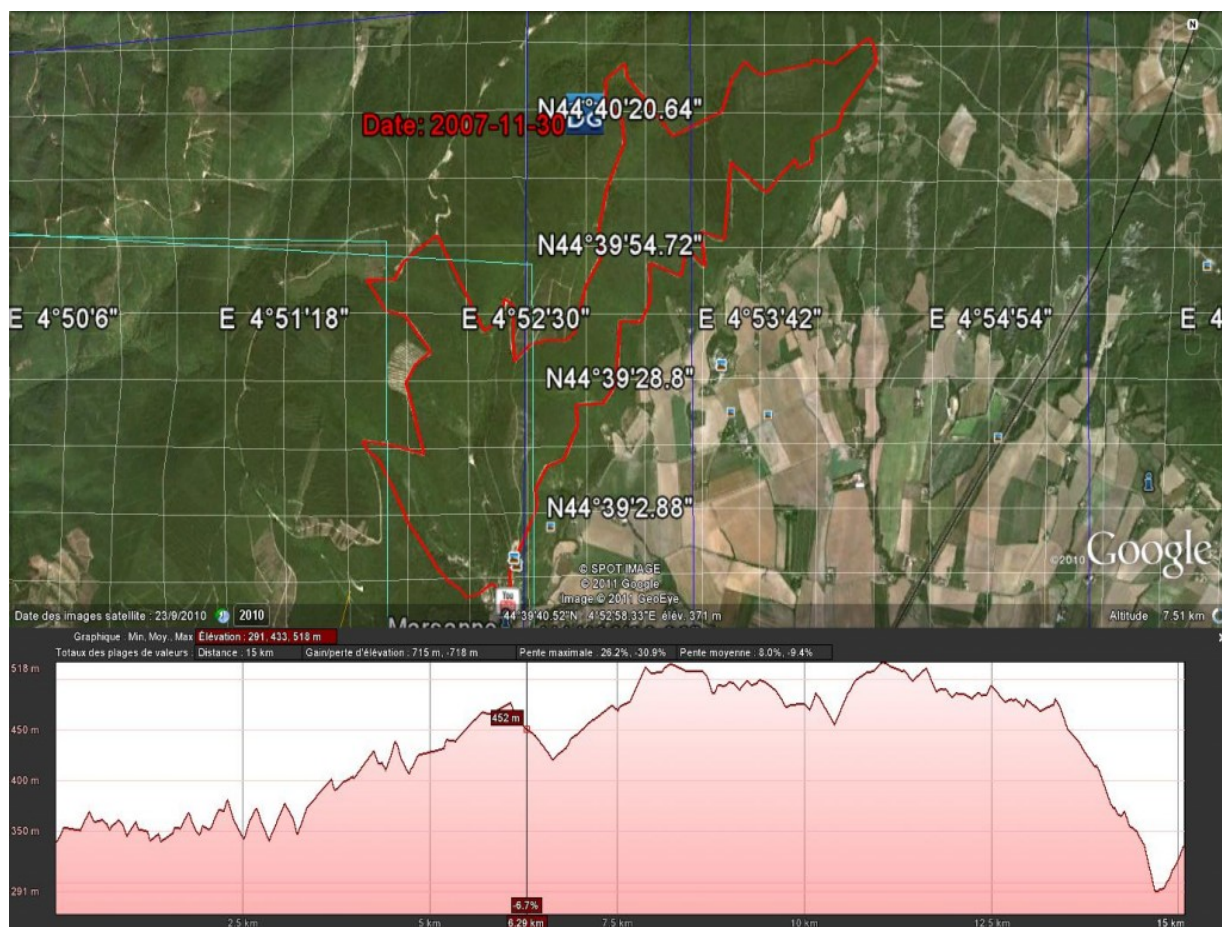 N
N44°40'20.64"
DG
Date: 2007-11-30
N44°39'54.72"
E 4°50'6" E 4°51'18" E 4°52'30" E 4°53'42" E 4°54'54" E 4
N44°39'28.8"
N44°39'2.88"
©2010 Google
© SPOT IMAGE
© 2011 Google
Image © 2011 GeoEye
You
Marsanne
Date des images satellite : 23/9/2010 2010 44°39'40.52"N 4°52'58.33"E élév. 371 m Altitude 7.51 km
Graphique : Min, Moy., Max Élévation : 291, 433, 518 m
Totaux des plages de valeurs : Distance : 15 km Gain/perte d'élévation : 715 m, -718 m Pente maximale : 26.2%, -30.9% Pente moyenne : 8.0%, -9.4%
518 m
452 m
450 m
400 m
350 m
291 m
-6.7%
2.5 km 5 km 6.29 km 7.5 km 10 km 12.5 km 15 km